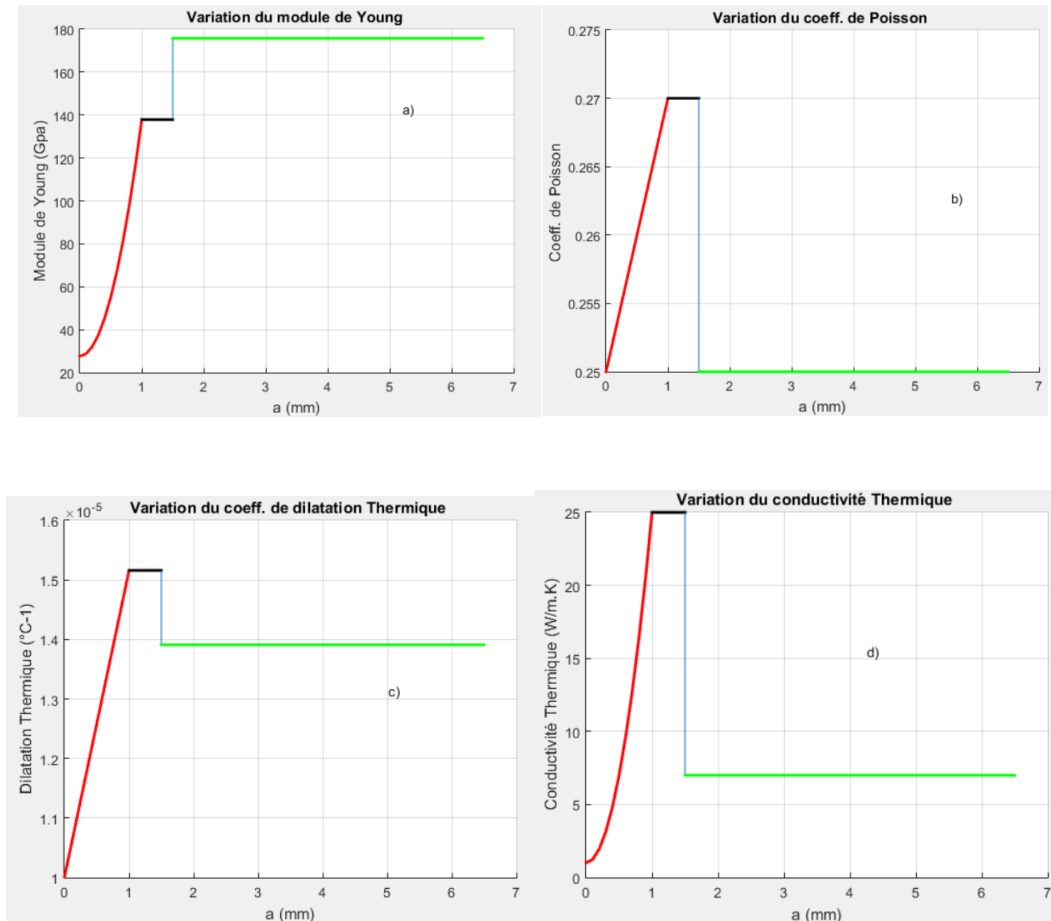 Variation du module de Young
180
160
140
120
100
80
60
40
20
Module de Young (Gpa)
a)
0 1 2 3 4 5 6 7
a (mm)
Variation du coeff. de Poisson
0.275
0.27
0.265
0.26
0.255
0.25
Coeff. de Poisson
b)
0 1 2 3 4 5 6 7
a (mm)
Variation du coeff. de dilatation Thermique
×10⁻⁵
1.6
1.5
1.4
1.3
1.2
1.1
1
Dilatation Thermique (°C-1)
c)
0 1 2 3 4 5 6 7
a (mm)
Variation du conductivité Thermique
25
20
15
10
5
0
Conductivité Thermique (W/m.K)
d)
0 1 2 3 4 5 6 7
a (mm)